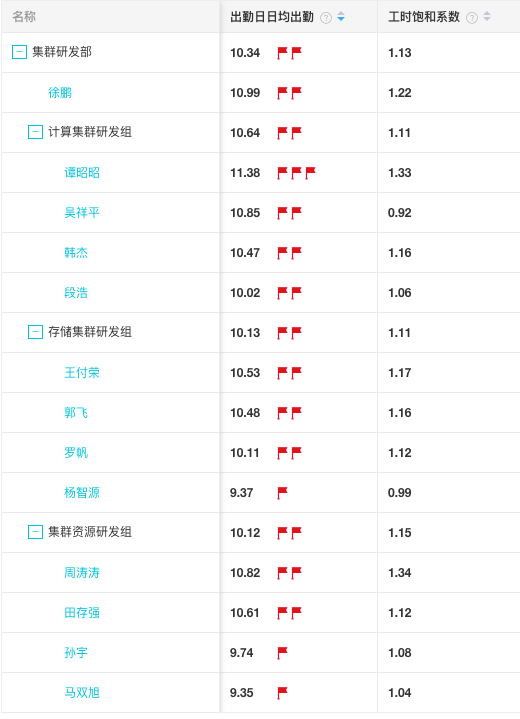 名称 出勤日日均出勤 工时饱和系数
集群研发部 10.34 1.13
徐鹏 10.99 1.22
计算集群研发组 10.64 1.11
谭昭昭 11.38 1.33
吴祥平 10.85 0.92
韩杰 10.47 1.16
段浩 10.02 1.06
存储集群研发组 10.13 1.11
王付荣 10.53 1.17
郭飞 10.48 1.16
罗帆 10.11 1.12
杨智源 9.37 0.99
集群资源研发组 10.12 1.15
周涛涛 10.82 1.34
田存强 10.61 1.12
孙宇 9.74 1.08
马双旭 9.35 1.04